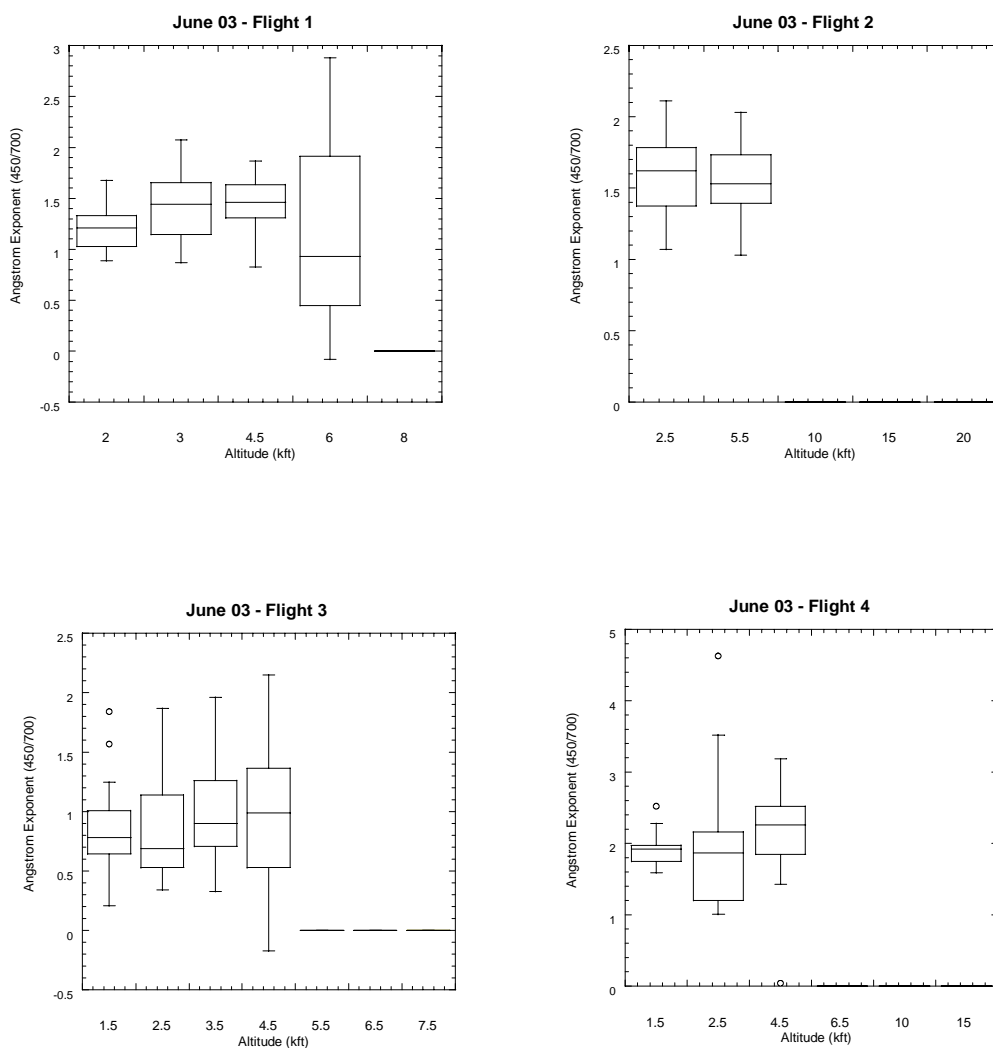 June 03 - Flight 1
3
2.5
2
1.5
1
0.5
0
-0.5
Angstrom Exponent (450/700)
2 3 4.5 6 8
Altitude (kft)
June 03 - Flight 2
2.5
2
1.5
1
0.5
0
Angstrom Exponent (450/700)
2.5 5.5 10 15 20
Altitude (kft)
June 03 - Flight 3
2.5
2
1.5
1
0.5
0
-0.5
Angstrom Exponent (450/700)
1.5 2.5 3.5 4.5 5.5 6.5 7.5
Altitude (kft)
June 03 - Flight 4
5
4
3
2
1
0
Angstrom Exponent (450/700)
1.5 2.5 4.5 6.5 10 15
Altitude (kft)